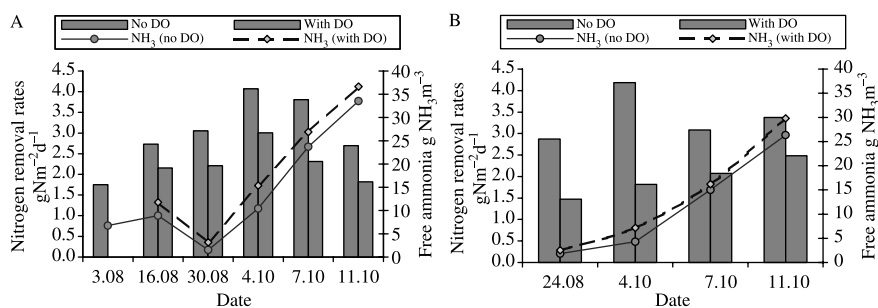 A
No DO
With DO
NH3 (no DO)
NH3 (with DO)
Nitrogen removal rates
gNm−2d−1
4.5
4.0
3.5
3.0
2.5
2.0
1.5
1.0
0.5
0.0
40
35
30
25
20
15
10
5
0
Free ammonia g NH3m−3
3.08
16.08
30.08
4.10
7.10
11.10
Date
B
No DO
With DO
NH3 (no DO)
NH3 (with DO)
Nitrogen removal rates
gNm−2d−1
4.5
4.0
3.5
3.0
2.5
2.0
1.5
1.0
0.5
0.0
40
35
30
25
20
15
10
5
0
Free ammonia g NH3m−3
24.08
4.10
7.10
11.10
Date